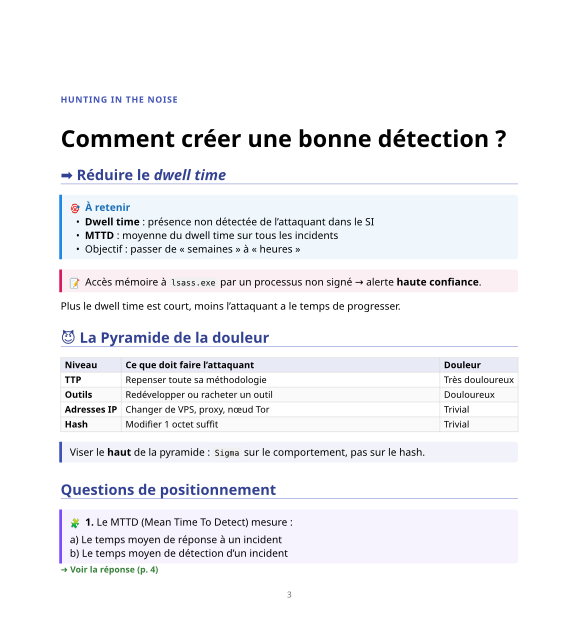 HUNTING IN THE NOISE
Comment créer une bonne détection ?
➡ Réduire le dwell time
🎯 À retenir
• Dwell time : présence non détectée de l'attaquant dans le SI
• MTTD : moyenne du dwell time sur tous les incidents
• Objectif : passer de « semaines » à « heures »
📝 Accès mémoire à lsass.exe par un processus non signé → alerte haute confiance.
Plus le dwell time est court, moins l'attaquant a le temps de progresser.
😈 La Pyramide de la douleur
Niveau Ce que doit faire l'attaquant Douleur
TTP Repenser toute sa méthodologie Très douloureux
Outils Redévelopper ou racheter un outil Douloureux
Adresses IP Changer de VPS, proxy, nœud Tor Trivial
Hash Modifier 1 octet suffit Trivial
Viser le haut de la pyramide : Sigma sur le comportement, pas sur le hash.
Questions de positionnement
🧩 1. Le MTTD (Mean Time To Detect) mesure :
a) Le temps moyen de réponse à un incident
b) Le temps moyen de détection d'un incident
➜ Voir la réponse (p. 4)
3